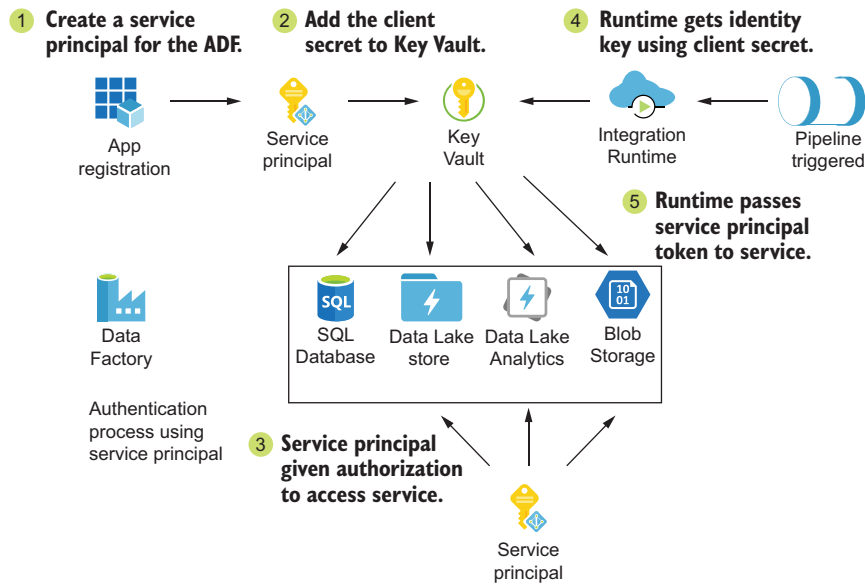 1 Create a service
principal for the ADF.
2 Add the client
secret to Key Vault.
4 Runtime gets identity
key using client secret.
App
registration
Service
principal
Key
Vault
Integration
Runtime
Pipeline
triggered
5 Runtime passes
service principal
token to service.
Data
Factory
SQL
SQL
Database
Data Lake
store
Data Lake
Analytics
10
01
Blob
Storage
Authentication
process using
service principal
3 Service principal
given authorization
to access service.
Service
principal